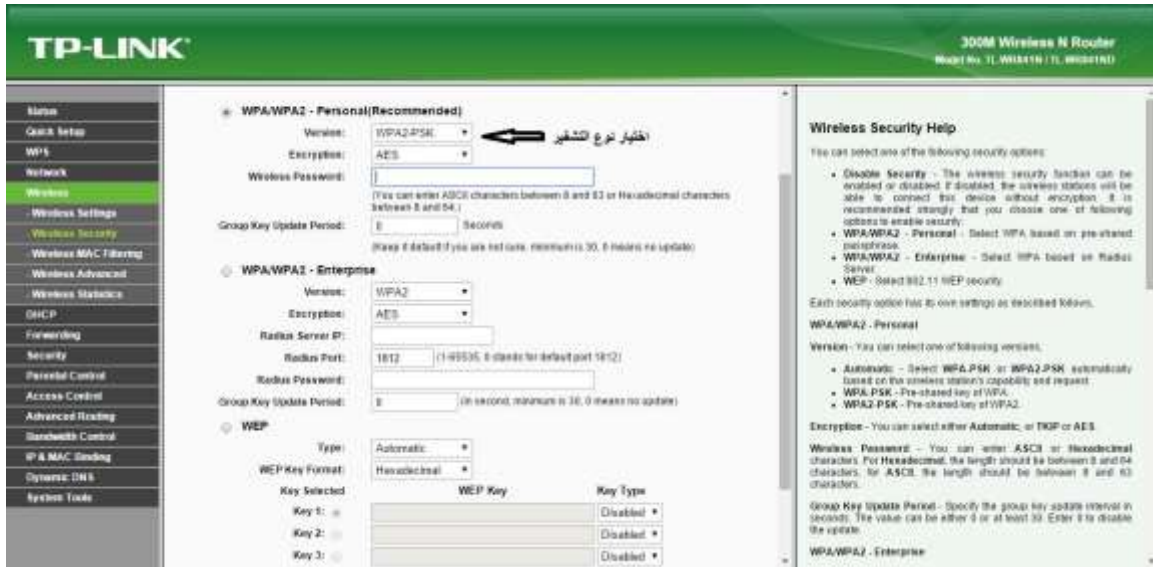 TP-LINK
300M Wireless N Router
Model No. TL-WR841N / TL-WR841ND
Status
Quick Setup
WPS
Network
Wireless
- Wireless Settings
- Wireless Security
- Wireless MAC Filtering
- Wireless Advanced
- Wireless Statistics
DHCP
Forwarding
Security
Parental Control
Access Control
Advanced Routing
Bandwidth Control
IP & MAC Binding
Dynamic DNS
System Tools
WPA/WPA2 - Personal(Recommended)
Version: WPA2-PSK
اختيار نوع التشفير
Encryption: AES
Wireless Password:
(You can enter ASCII characters between 8 and 63 or Hexadecimal characters
between 8 and 64.)
Group Key Update Period: 0 Seconds
(Keep it default if you are not sure, minimum is 30, 0 means no update)
WPA/WPA2 - Enterprise
Version: WPA2
Encryption: AES
Radius Server IP:
Radius Port: 1812 (1-65535, 0 stands for default port 1812)
Radius Password:
Group Key Update Period: 0 (in second, minimum is 30, 0 means no update)
WEP
Type: Automatic
WEP Key Format: Hexadecimal
Key Selected WEP Key Key Type
Key 1: Disabled
Key 2: Disabled
Key 3: Disabled
Wireless Security Help
You can select one of the following security options:
• Disable Security - The wireless security function can be
enabled or disabled. If disabled, the wireless stations will be
able to connect this device without encryption. It is
recommended strongly that you choose one of following
options to enable security.
• WPA/WPA2 - Personal - Select WPA based on pre-shared
passphrase.
• WPA/WPA2 - Enterprise - Select WPA based on Radius
Server.
• WEP - Select 802.11 WEP security.
Each security option has its own settings as described follows,
WPA/WPA2 - Personal
Version - You can select one of following versions,
• Automatic - Select WPA-PSK or WPA2-PSK automatically
based on the wireless station's capability and request.
• WPA-PSK - Pre-shared key of WPA.
• WPA2-PSK - Pre-shared key of WPA2.
Encryption - You can select either Automatic, or TKIP or AES.
Wireless Password - You can enter ASCII or Hexadecimal
characters. For Hexadecimal, the length should be between 8 and 64
characters; for ASCII, the length should be between 8 and 63
characters.
Group Key Update Period - Specify the group key update interval in
seconds. The value can be either 0 or at least 30. Enter 0 to disable
the update.
WPA/WPA2 - Enterprise